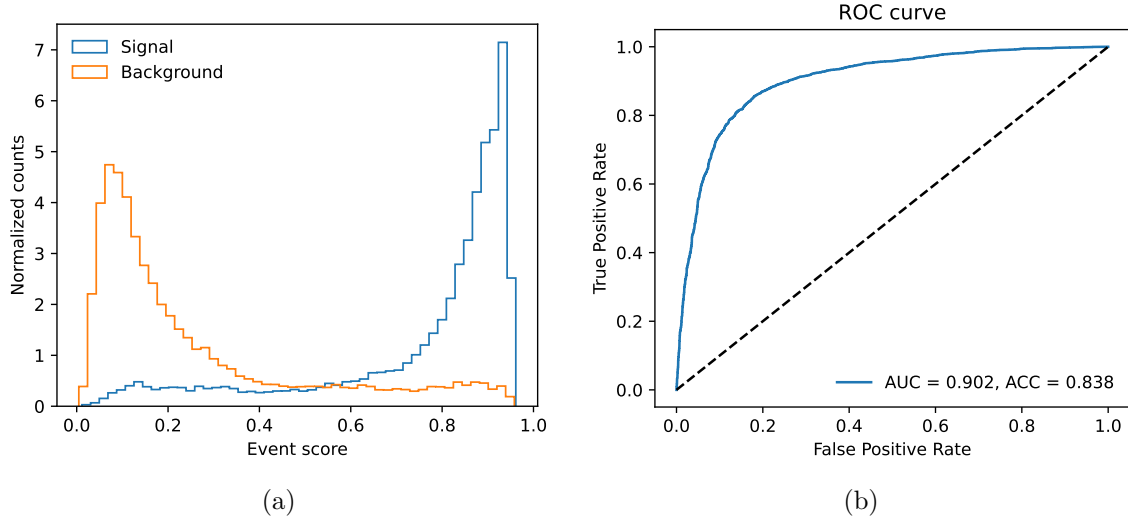 Signal
Background
Normalized counts
7
6
5
4
3
2
1
0
0.0 0.2 0.4 0.6 0.8 1.0
Event score
(a)
ROC curve
True Positive Rate
1.0
0.8
0.6
0.4
0.2
0.0
AUC = 0.902, ACC = 0.838
0.0 0.2 0.4 0.6 0.8 1.0
False Positive Rate
(b)